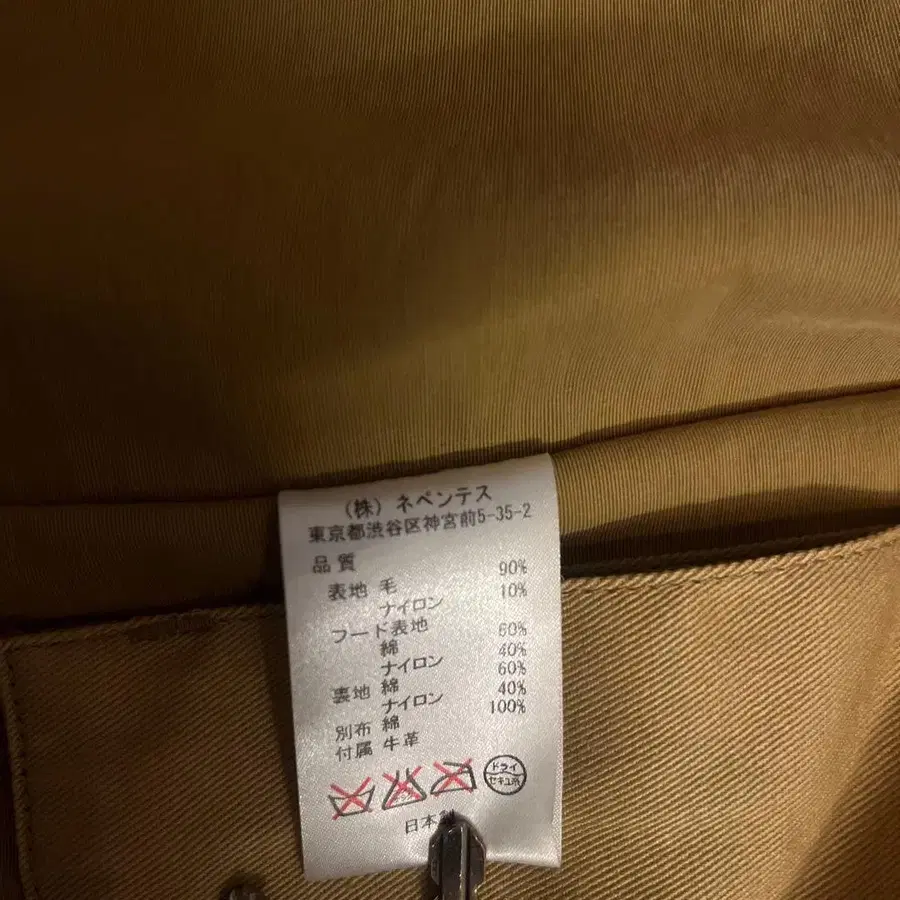 (株) ネペンテス
東京都渋谷区神宮前5-35-2
品質
表地 毛 90%
ナイロン 10%
フード表地
綿 60%
ナイロン 40%
裏地 綿 60%
ナイロン 40%
別布 綿 100%
付属 牛革
ドライ
セキユ系
日本製